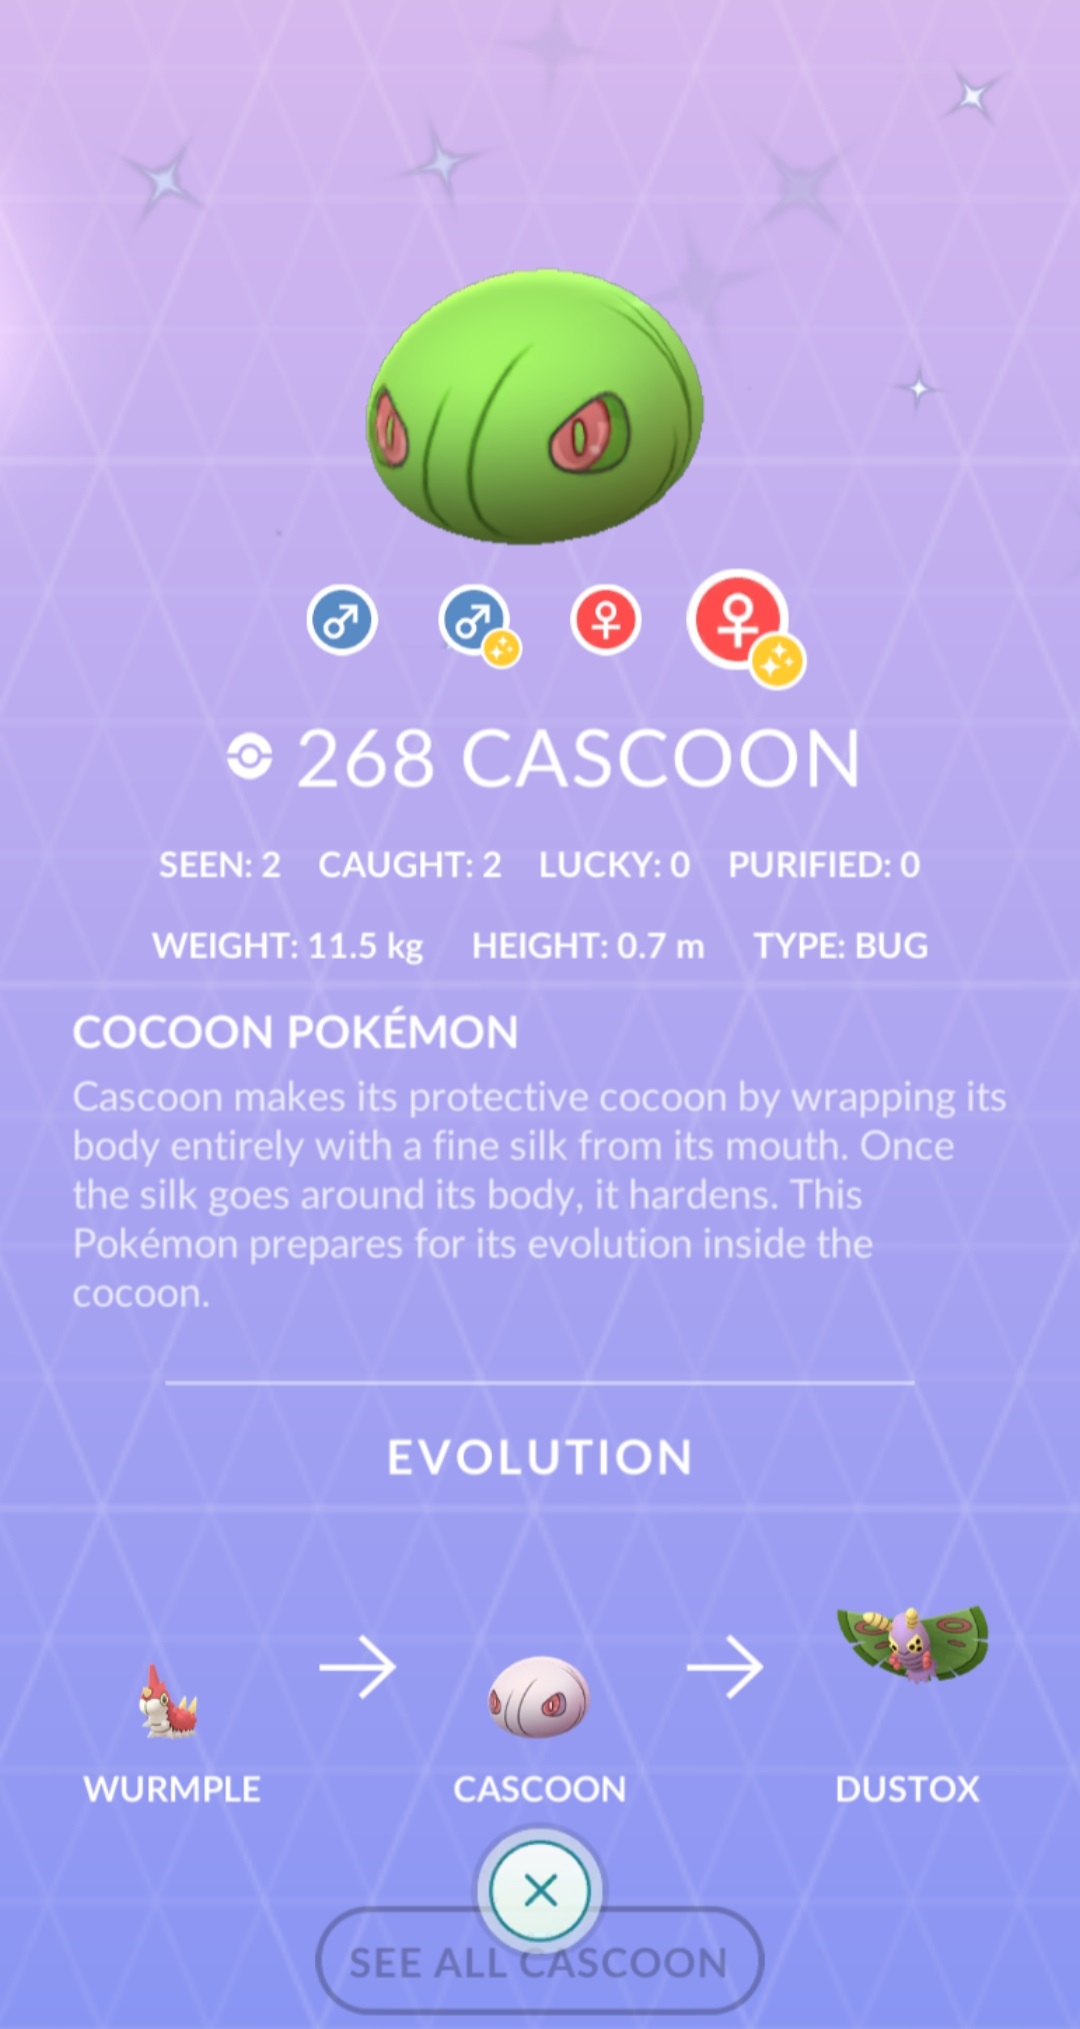 268 CASCOON
SEEN: 2 CAUGHT: 2 LUCKY: 0 PURIFIED: 0
WEIGHT: 11.5 kg HEIGHT: 0.7 m TYPE: BUG
COCOON POKÉMON
Cascoon makes its protective cocoon by wrapping its
body entirely with a fine silk from its mouth. Once
the silk goes around its body, it hardens. This
Pokémon prepares for its evolution inside the
cocoon.
EVOLUTION
WURMPLE CASCOON DUSTOX
SEE ALL CASCOON